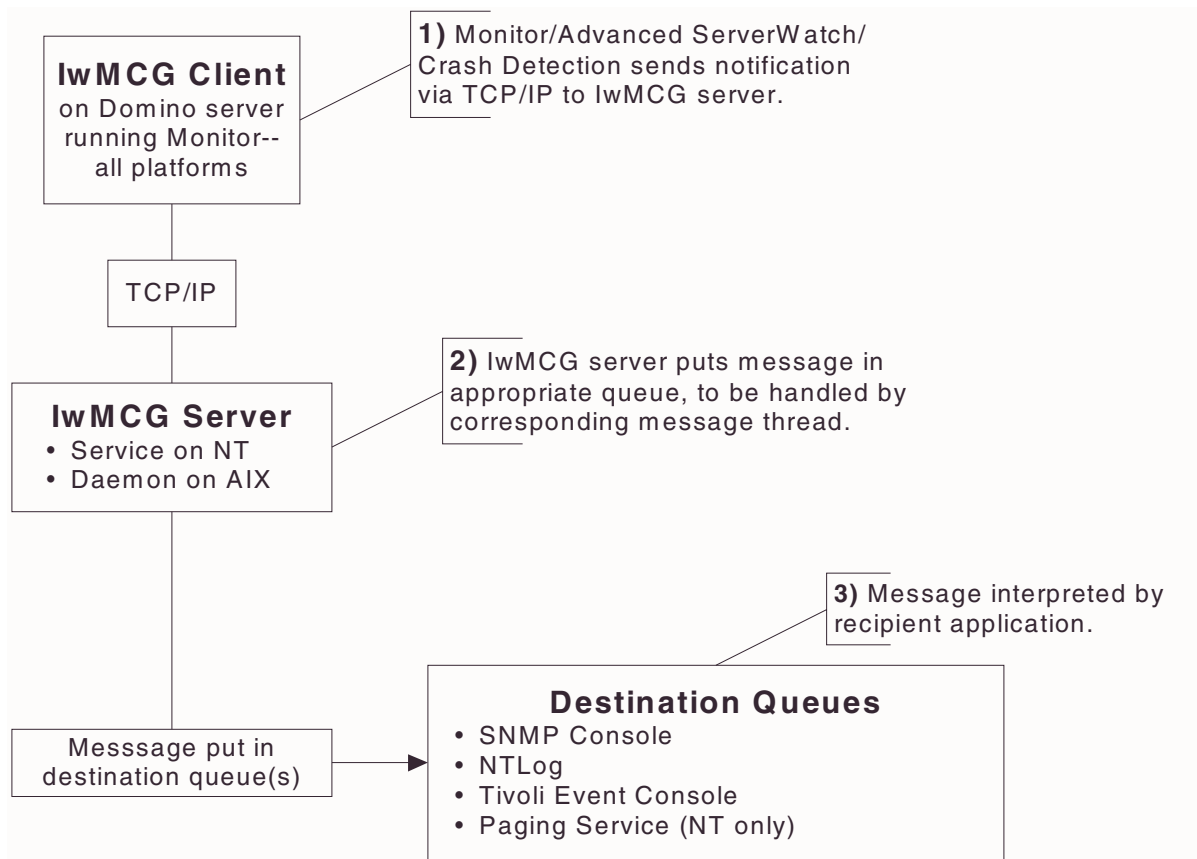 IwMCG Client
on Domino server
running Monitor--
all platforms
1) Monitor/Advanced ServerWatch/
Crash Detection sends notification
via TCP/IP to IwMCG server.
TCP/IP
IwMCG Server
• Service on NT
• Daemon on AIX
2) IwMCG server puts message in
appropriate queue, to be handled by
corresponding message thread.
3) Message interpreted by
recipient application.
Messsage put in
destination queue(s)
Destination Queues
• SNMP Console
• NTLog
• Tivoli Event Console
• Paging Service (NT only)